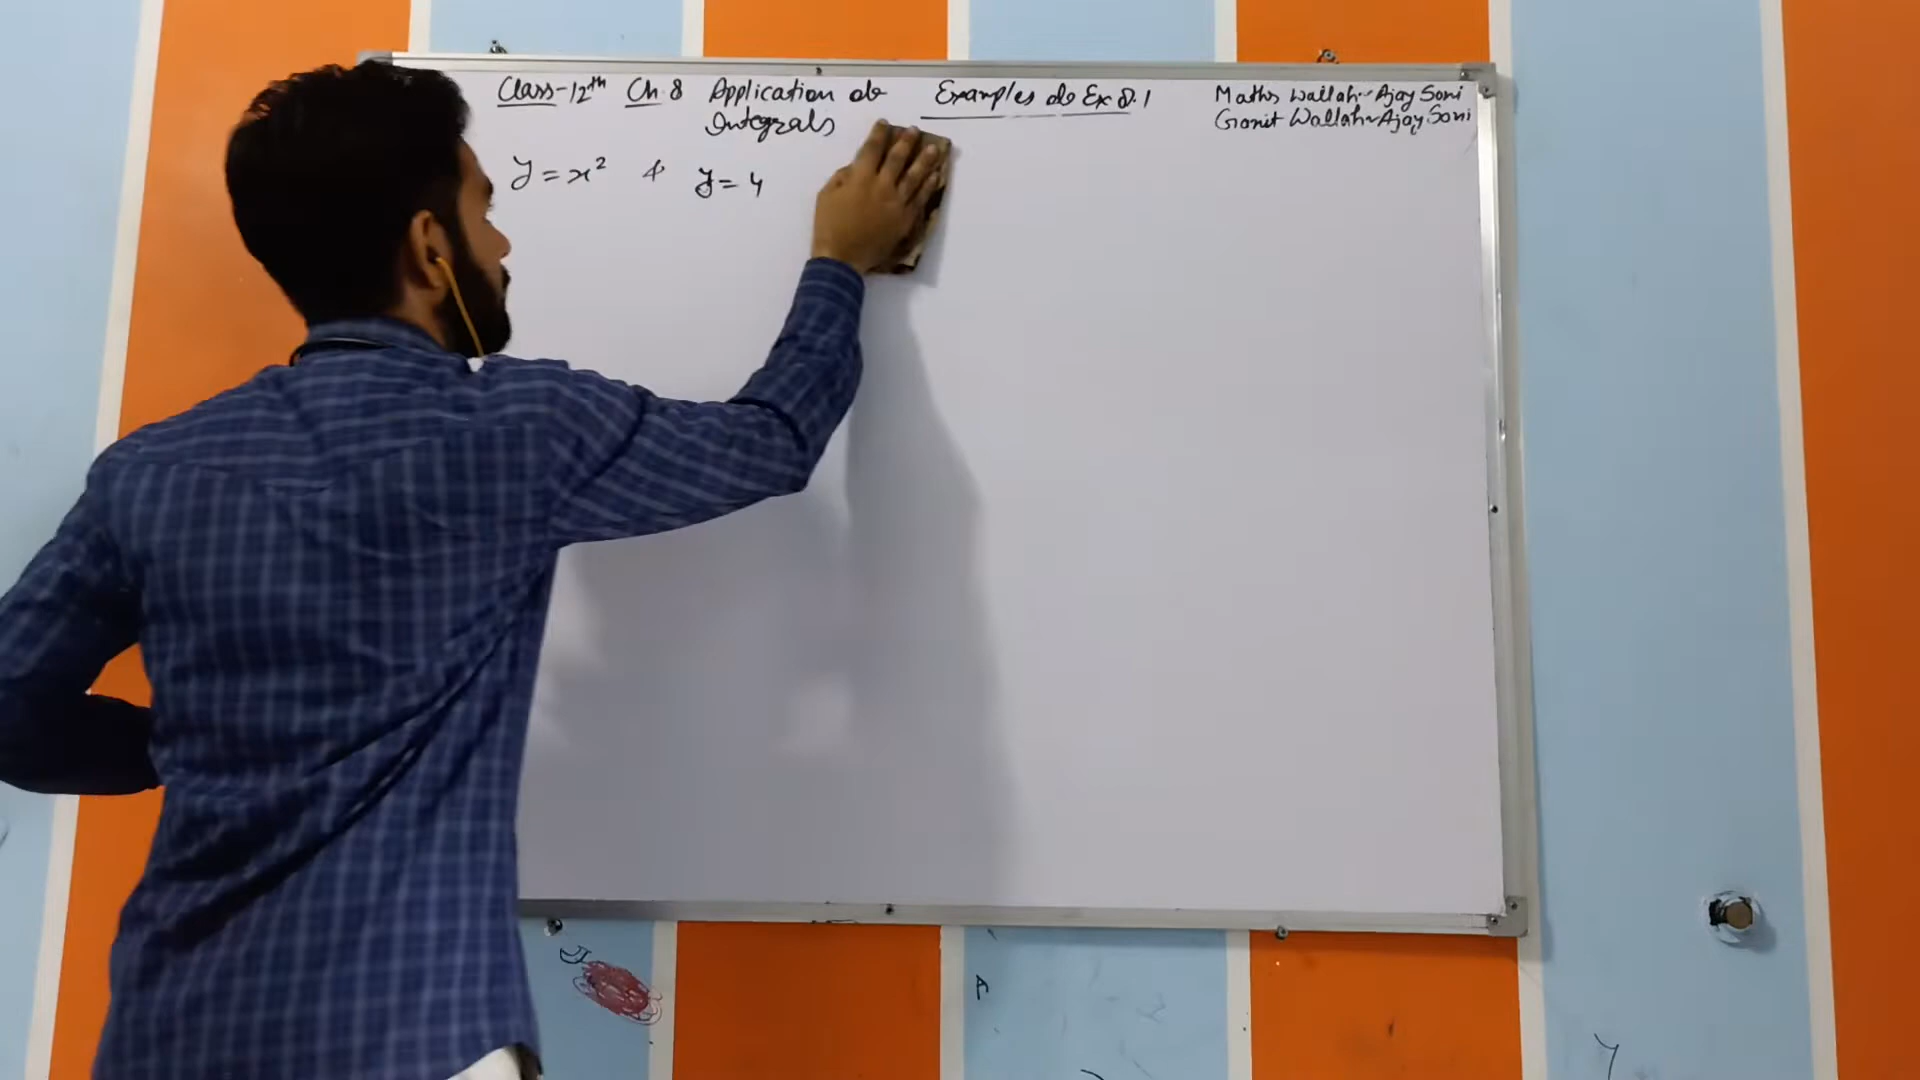 Class-12th Ch. 8 Application of Integrals
Examples of Ex 8.1
Maths Wallah - Ajay Soni
Ganit Wallah - Ajay Soni
y = x² & y = 4
A
y